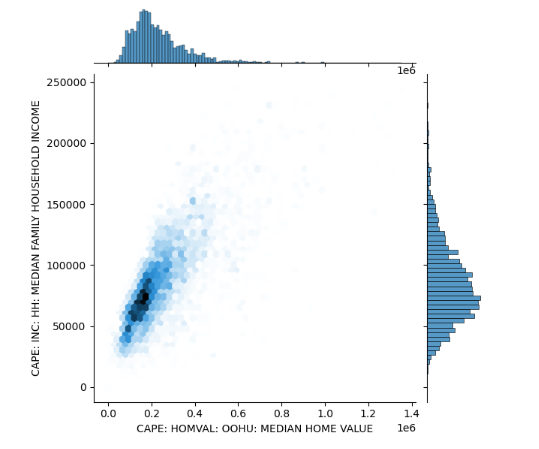 1e6
250000
200000
150000
100000
50000
0
CAPE: INC: HH: MEDIAN FAMILY HOUSEHOLD INCOME
0.0 0.2 0.4 0.6 0.8 1.0 1.2 1.4
CAPE: HOMVAL: OOHU: MEDIAN HOME VALUE
1e6